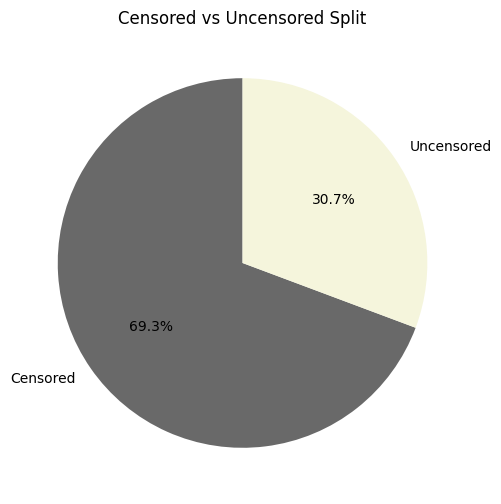 Censored vs Uncensored Split
Uncensored
30.7%
69.3%
Censored